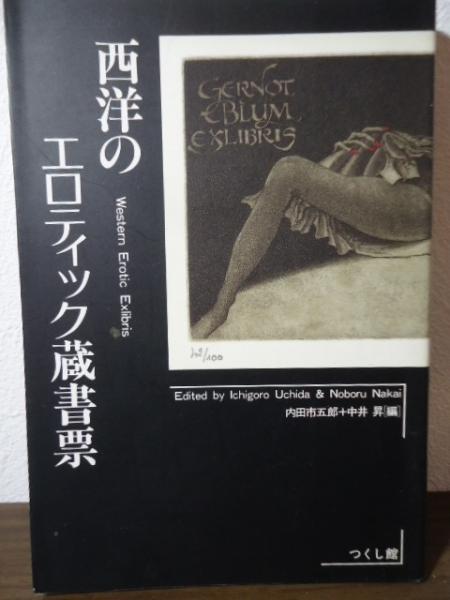 西洋の
エロティック蔵書票
Western Erotic Exlibris
GERNOT
BLUM
EXLIBRIS
/100
Edited by Ichigoro Uchida & Noboru Nakai
内田市五郎+中井 昇[編]
つくし館